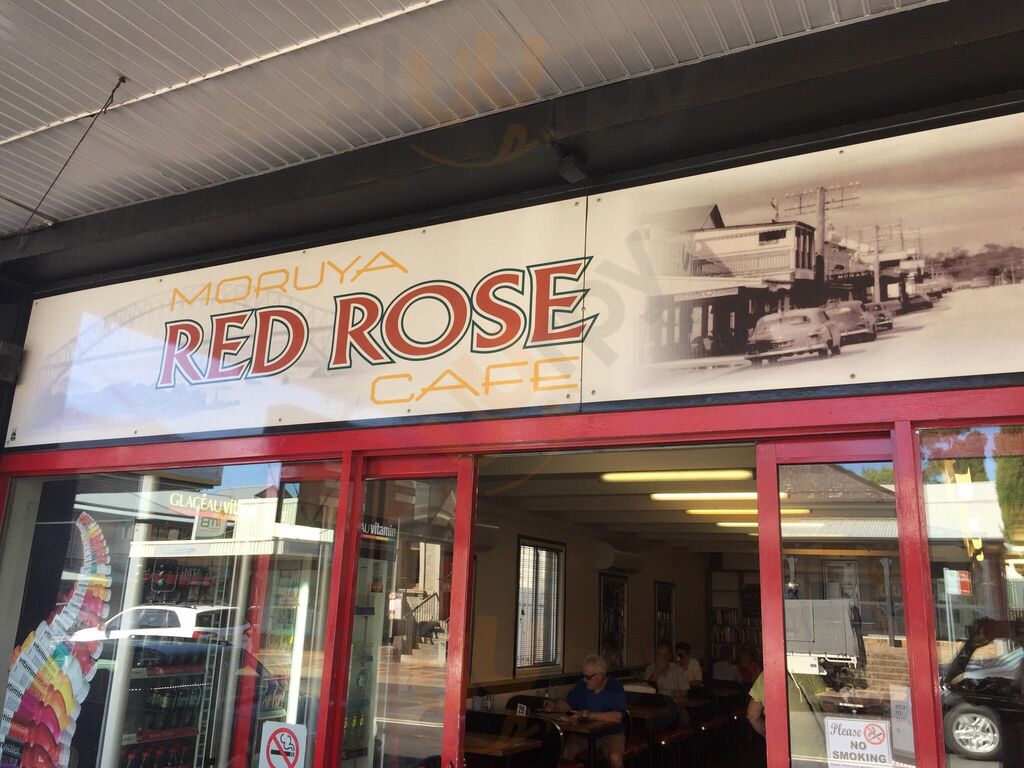 MORUYA
RED ROSE
CAFE
GLACÉAU
vitamin
Please
NO
SMOKING